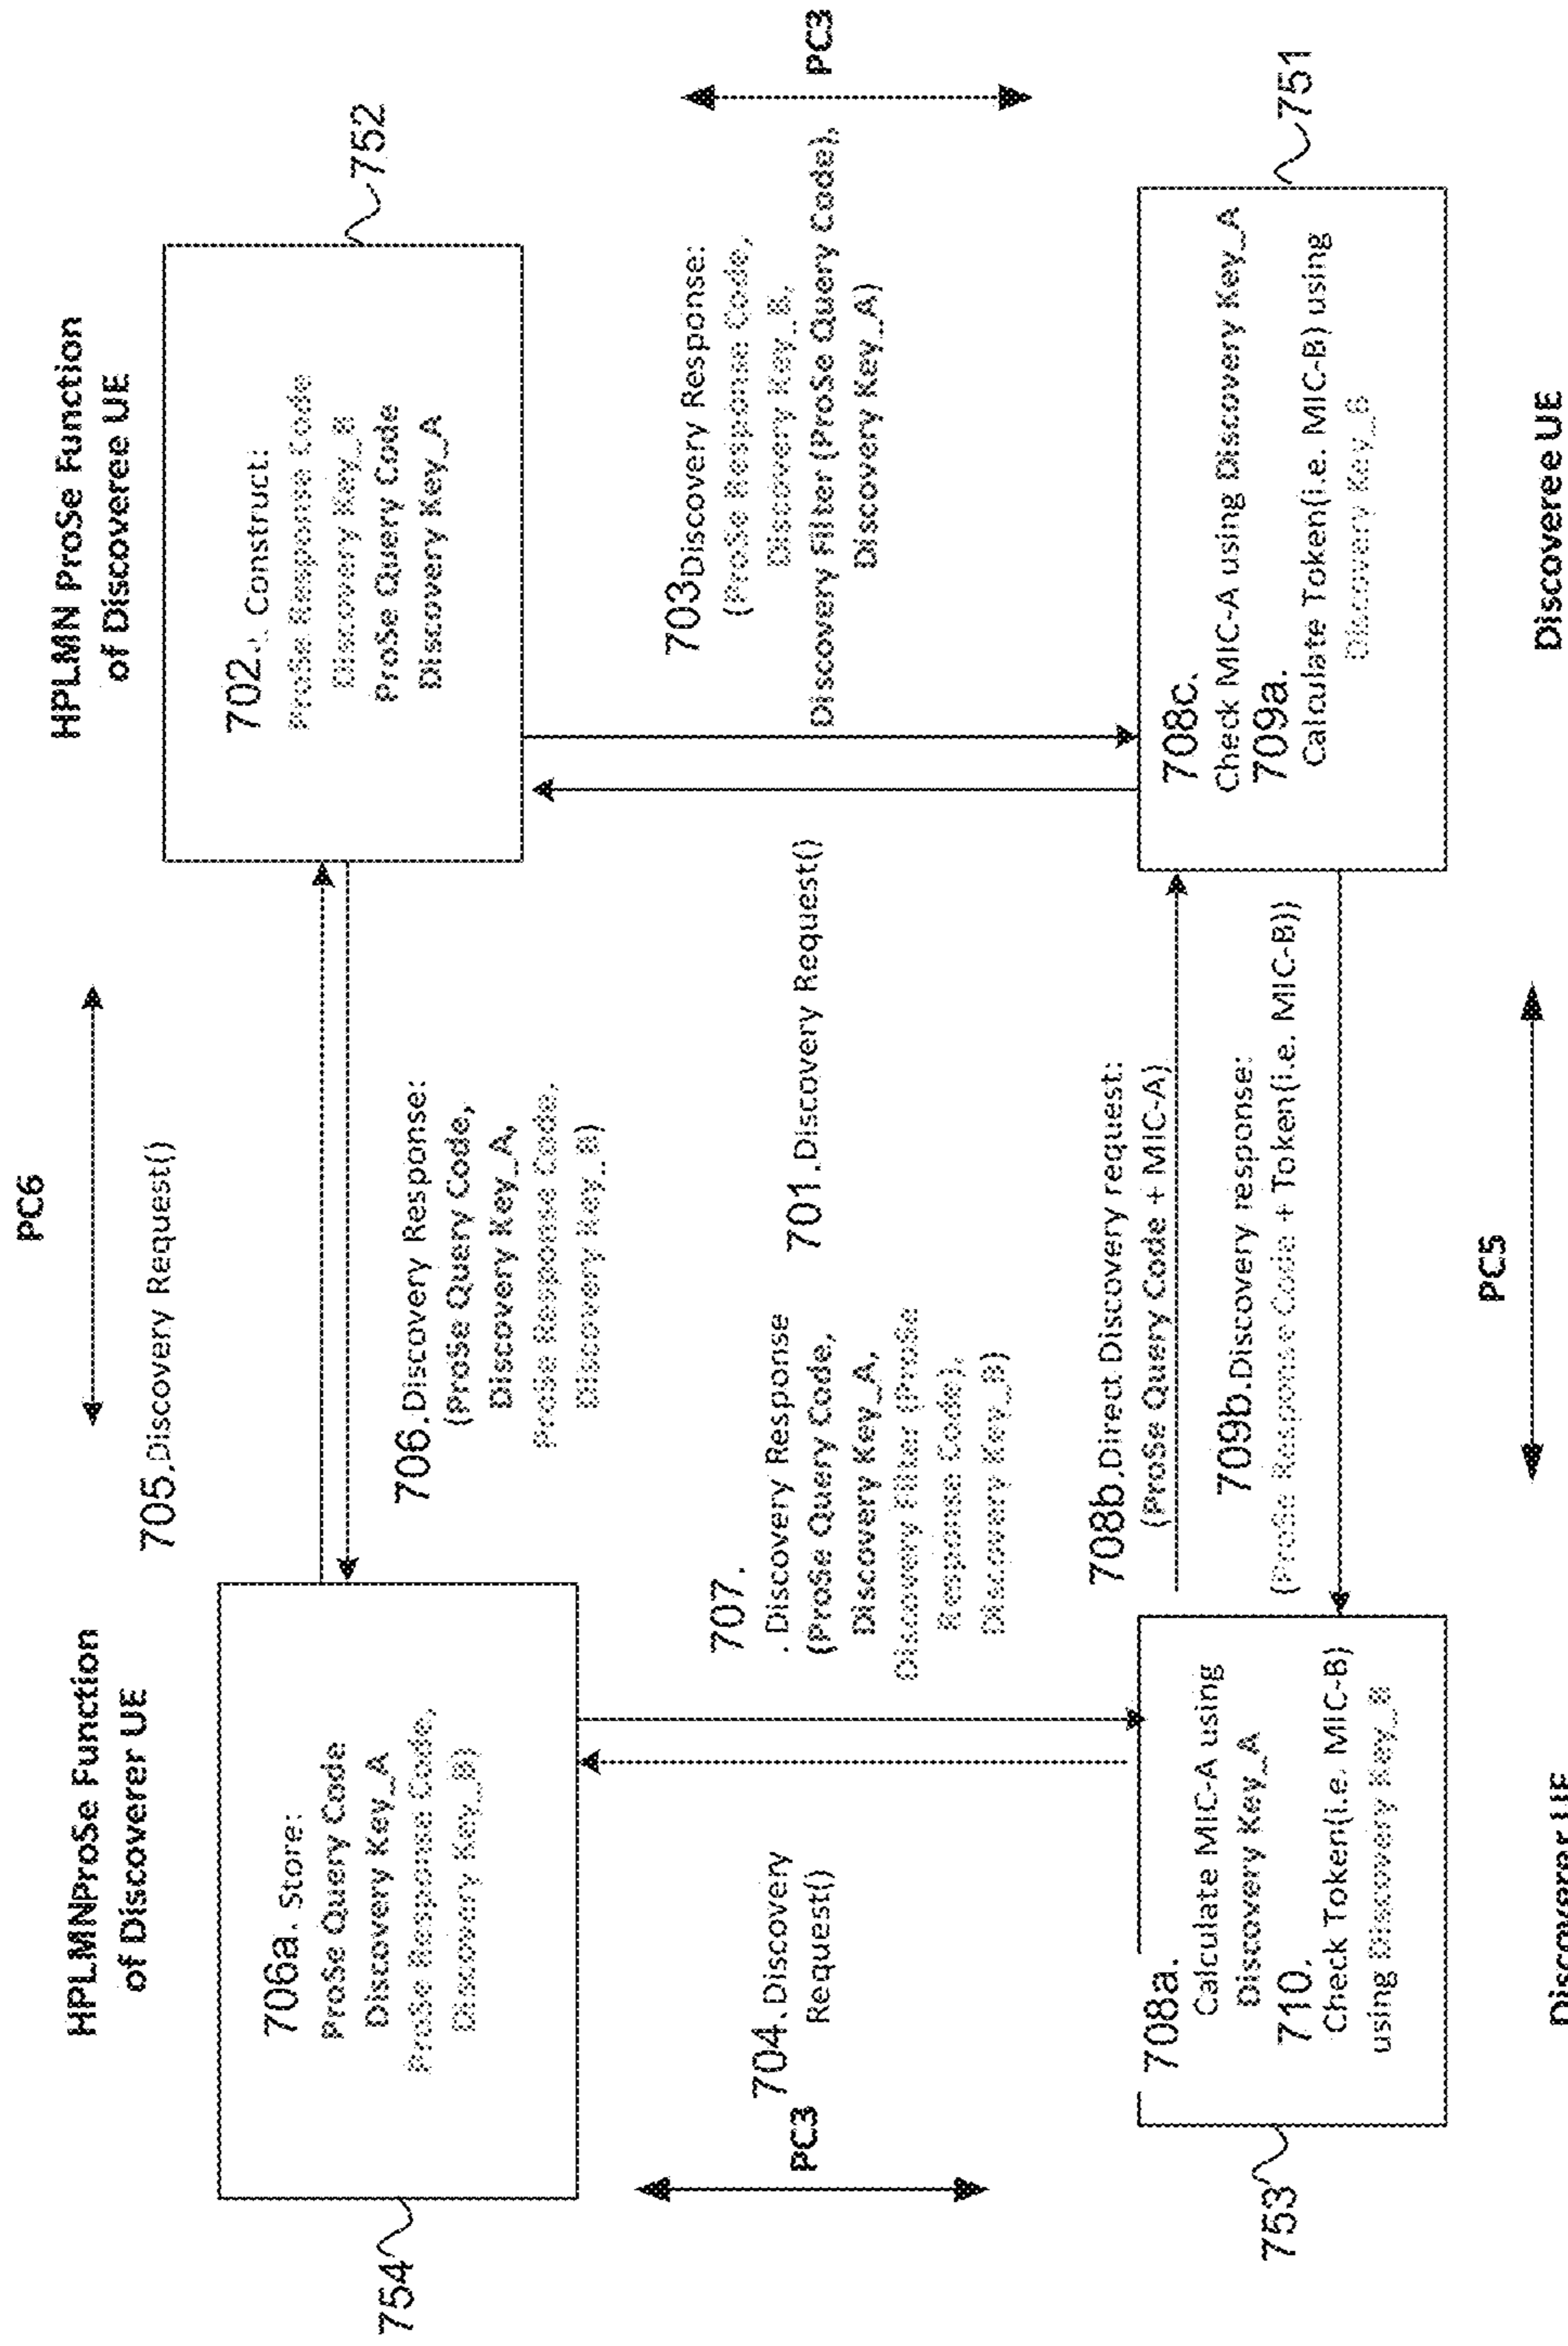 PC6
HPLMNProSe Function
of Discoverer UE
HPLMN ProSe Function
of Discoveree UE
705.Discovery Request()
754
706a. Store:
ProSe Query Code
Discovery Key_A
ProSe Response Code,
Discovery Key_B)
706.Discovery Response:
(ProSe Query Code,
Discovery Key_A,
ProSe Response Code,
Discovery Key_B)
702. Construct:
ProSe Response Code
Discovery Key_B
ProSe Query Code
Discovery Key_A
752
PC3
704.Discovery
Request()
707.
. Discovery Response
(ProSe Query Code,
Discovery Key_A,
Discovery Filter (ProSe
Response Code),
Discovery Key_B)
701.Discovery Request()
703Discovery Response:
(ProSe Response Code,
Discovery Key_B,
Discovery Filter (ProSe Query Code),
Discovery Key_A)
PC3
753
708a.
Calculate MIC-A using
Discovery Key_A
710.
Check Token(i.e. MIC-B)
using Discovery Key_B
708b.Direct Discovery request:
(ProSe Query Code + MIC-A)
709b.Discovery response:
(ProSe Response Code + Token(i.e. MIC-B))
708c.
Check MIC-A using Discovery Key_A
709a.
Calculate Token(i.e. MIC-B) using
Discovery Key_B
751
PC5
Discoverer UE
Discoveree UE